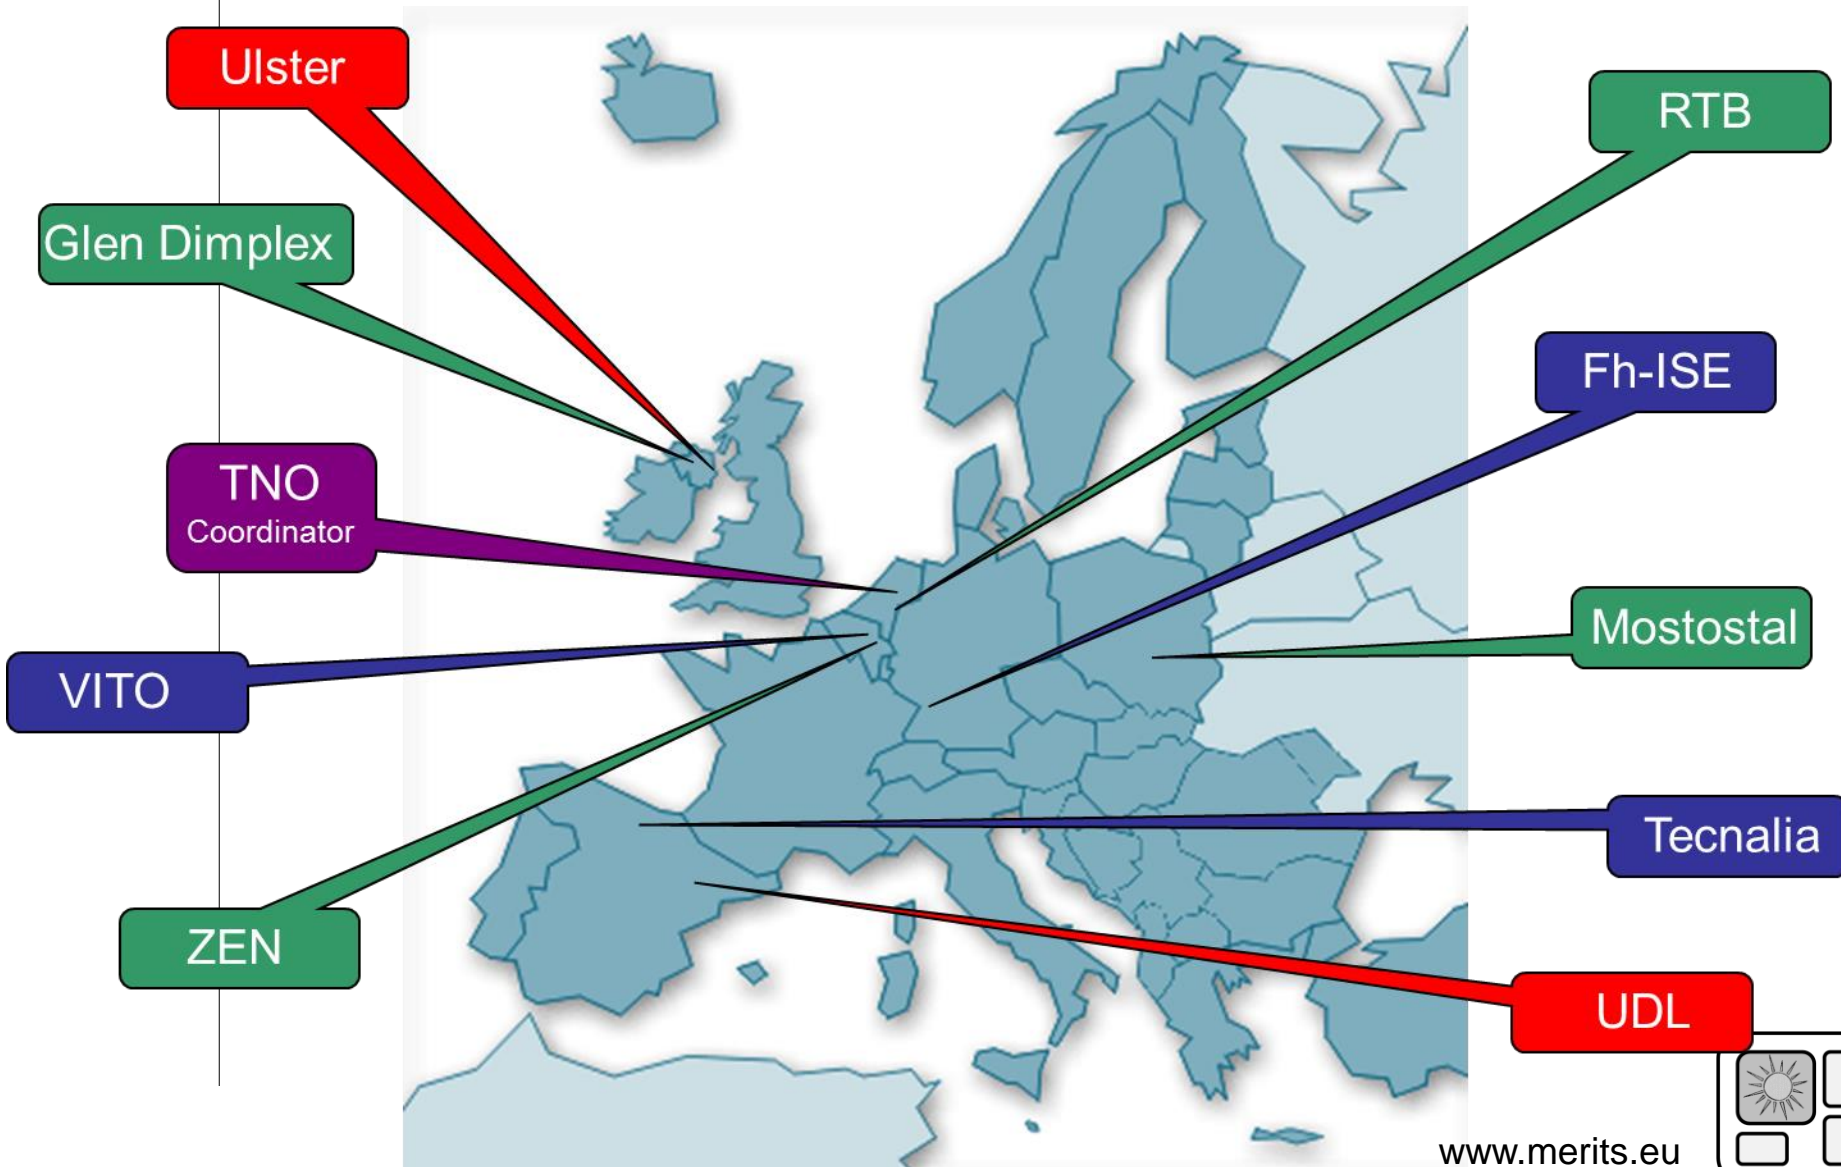 Ulster
RTB
Glen Dimplex
Fh-ISE
TNO
Coordinator
Mostostal
VITO
Tecnalia
ZEN
UDL
www.merits.eu